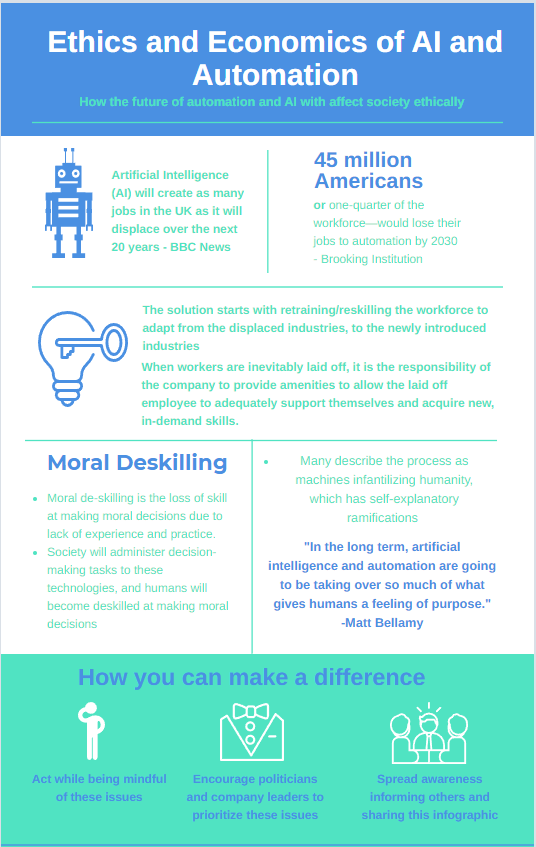 Ethics and Economics of AI and
Automation
How the future of automation and AI with affect society ethically
Artificial Intelligence
(AI) will create as many
jobs in the UK as it will
displace over the next
20 years - BBC News
45 million
Americans
or one-quarter of the
workforce—would lose their
jobs to automation by 2030
- Brooking Institution
The solution starts with retraining/reskilling the workforce to
adapt from the displaced industries, to the newly introduced
industries
When workers are inevitably laid off, it is the responsibility of
the company to provide amenities to allow the laid off
employee to adequately support themselves and acquire new,
in-demand skills.
Moral Deskilling
• Moral de-skilling is the loss of skill
at making moral decisions due to
lack of experience and practice.
• Society will administer decision-
making tasks to these
technologies, and humans will
become deskilled at making moral
decisions
• Many describe the process as
machines infantilizing humanity,
which has self-explanatory
ramifications
"In the long term, artificial
intelligence and automation are going
to be taking over so much of what
gives humans a feeling of purpose."
-Matt Bellamy
How you can make a difference
Act while being mindful
of these issues
Encourage politicians
and company leaders to
prioritize these issues
Spread awareness
informing others and
sharing this infographic